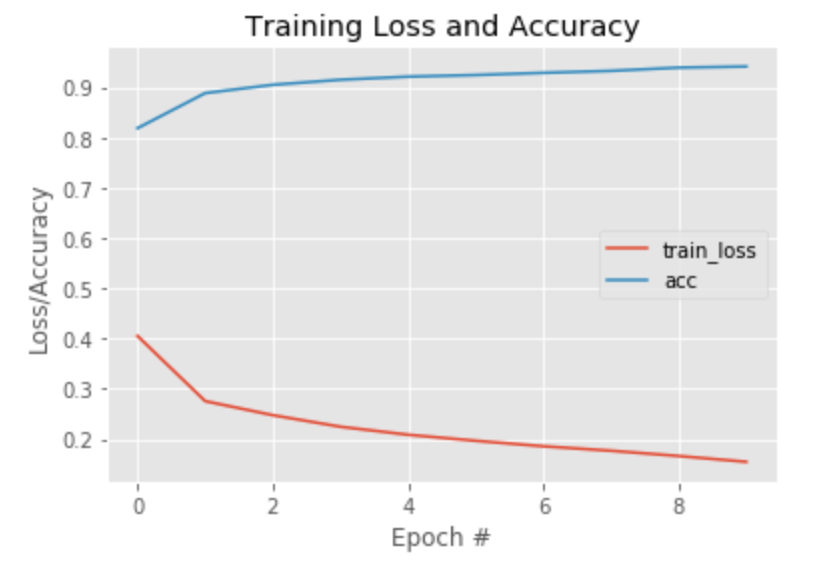 Training Loss and Accuracy
0.9
0.8
0.7
0.6
0.5
0.4
0.3
0.2
Loss/Accuracy
train_loss
acc
0 2 4 6 8
Epoch #